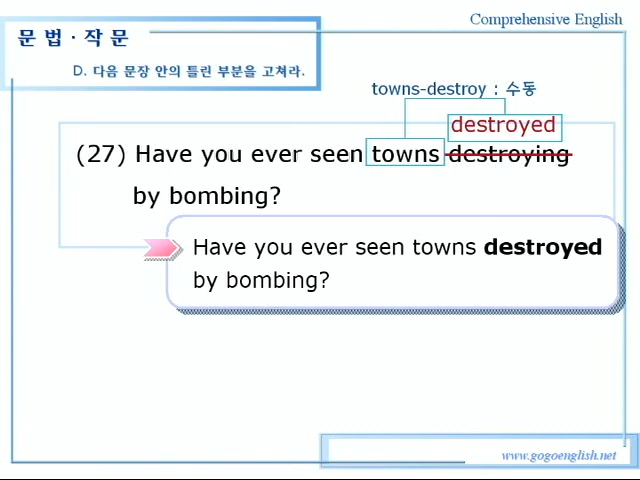 Comprehensive English
문 법 · 작 문
D. 다음 문장 안의 틀린 부분을 고쳐라.
towns-destroy : 수동
destroyed
(27) Have you ever seen towns destroying
by bombing?
Have you ever seen towns destroyed
by bombing?
www.gogoenglish.net